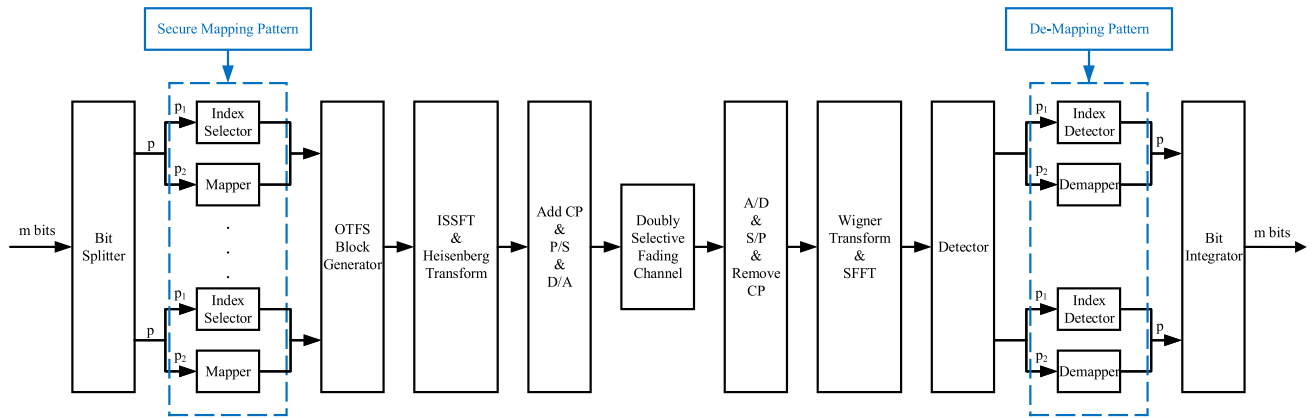 Secure Mapping Pattern
De-Mapping Pattern
m bits
Bit
Splitter
p
p1
Index
Selector
p2
Mapper
.
.
.
p
p1
Index
Selector
p2
Mapper
OTFS
Block
Generator
ISSFT
&
Heisenberg
Transform
Add CP
&
P/S
&
D/A
Doubly
Selective
Fading
Channel
A/D
&
S/P
&
Remove
CP
Wigner
Transform
&
SFFT
Detector
p1
Index
Detector
p2
Demapper
p
p1
Index
Detector
p2
Demapper
p
Bit
Integrator
m bits